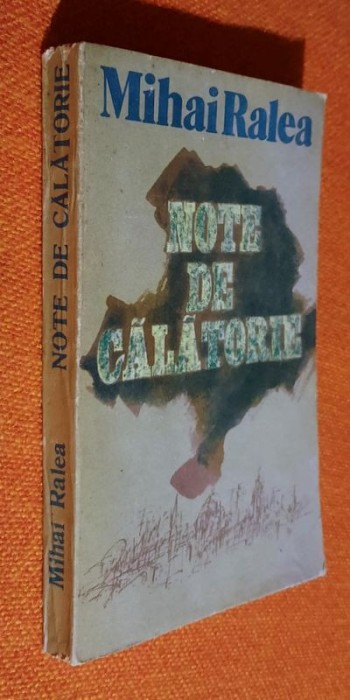 Mihai Ralea
NOTE
DE
CĂLĂTORIE
Mihai Ralea NOTE DE CĂLĂTORIE